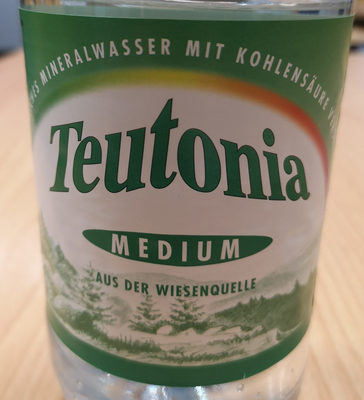 MINERALWASSER MIT KOHLENSÄURE
Teutonia
MEDIUM
AUS DER WIESENQUELLE